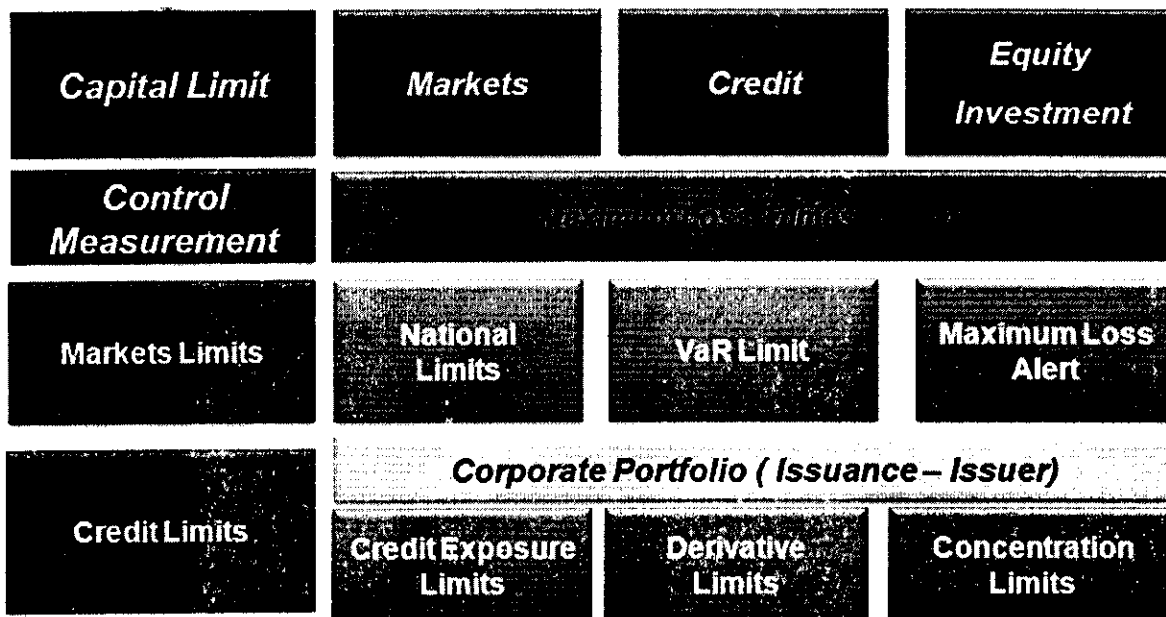 Capital Limit
Markets
Credit
Equity
Investment
Control
Measurement
Markets Limits
National
Limits
VaR Limit
Maximum Loss
Alert
Credit Limits
Corporate Portfolio ( Issuance – Issuer)
Credit Exposure
Limits
Derivative
Limits
Concentration
Limits